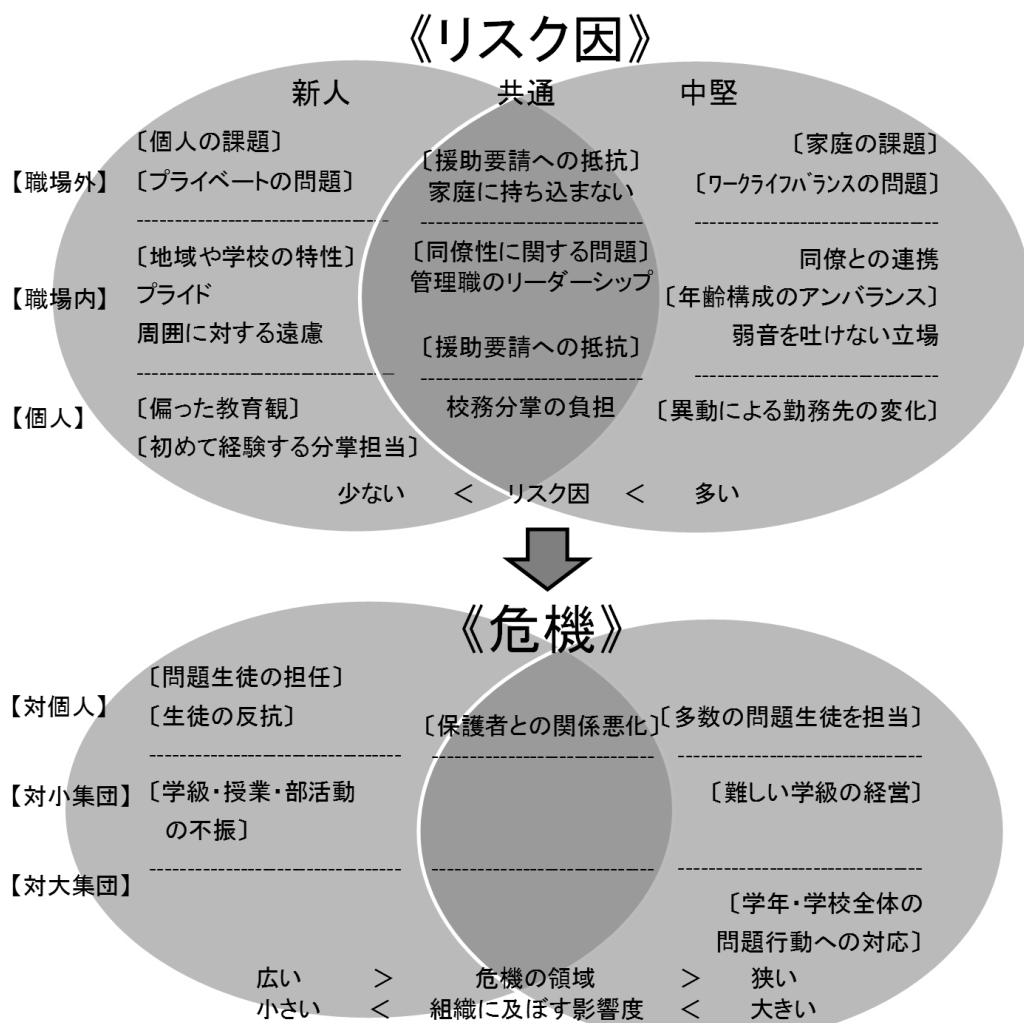 《リスク因》
新人 共通 中堅
〔個人の課題〕
〔家庭の課題〕
〔援助要請への抵抗〕
【職場外】 〔プライベートの問題〕 家庭に持ち込まない 〔ワークライフバランスの問題〕
〔地域や学校の特性〕 〔同僚性に関する問題〕 同僚との連携
管理職のリーダーシップ
【職場内】 プライド 〔年齢構成のアンバランス〕
周囲に対する遠慮 〔援助要請への抵抗〕 弱音を吐けない立場
【個人】 〔偏った教育観〕 校務分掌の負担 〔異動による勤務先の変化〕
〔初めて経験する分掌担当〕
少ない < リスク因 < 多い
《危機》
〔問題生徒の担任〕
【対個人】 〔生徒の反抗〕 〔保護者との関係悪化〕 〔多数の問題生徒を担当〕
【対小集団】 〔学級・授業・部活動 〔難しい学級の経営〕
の不振〕
【対大集団】
〔学年・学校全体の
問題行動への対応〕
広い > 危機の領域 > 狭い
小さい < 組織に及ぼす影響度 < 大きい